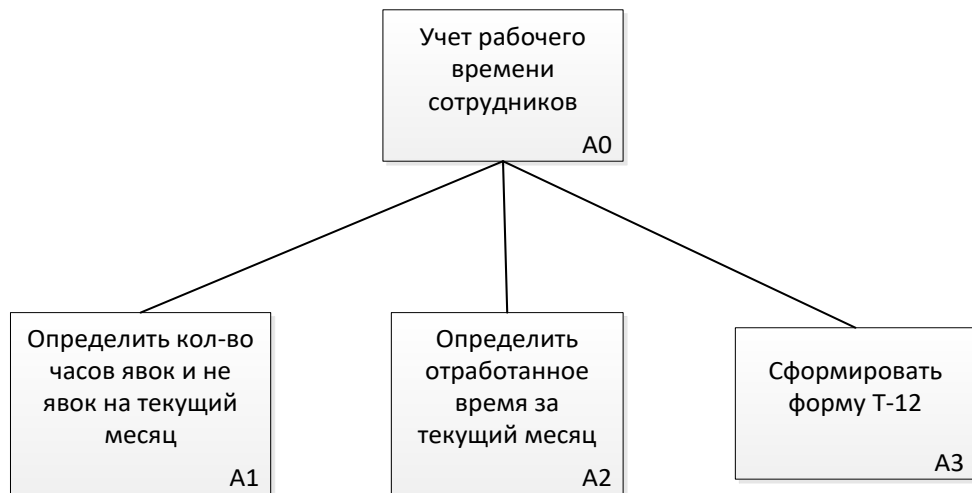 Учет рабочего
времени
сотрудников
A0
Определить кол-во
часов явок и не
явок на текущий
месяц
A1
Определить
отработанное
время за
текущий месяц
A2
Сформировать
форму Т-12
A3